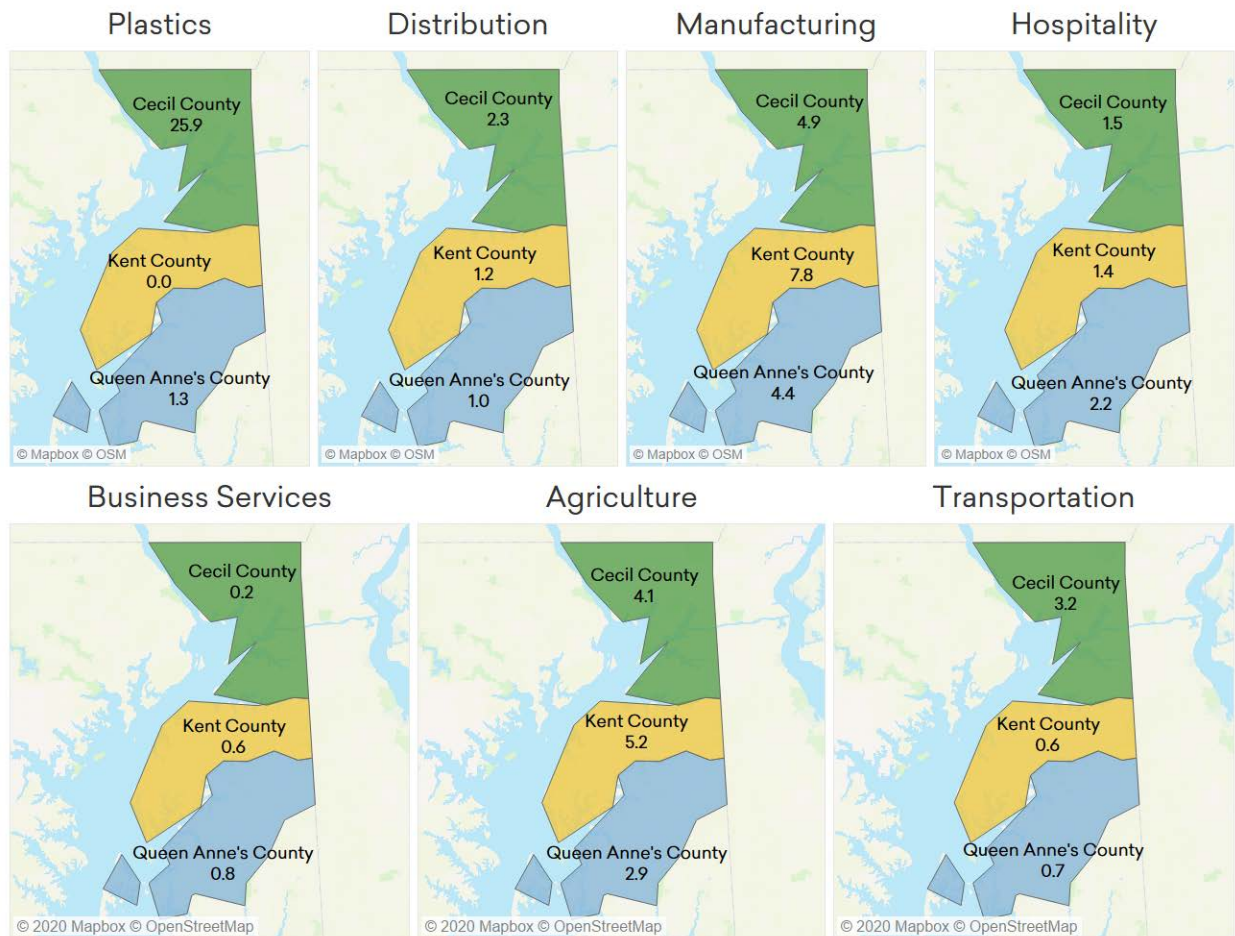 Plastics
Cecil County
25.9
Kent County
0.0
Queen Anne's County
1.3
© Mapbox © OSM
Distribution
Cecil County
2.3
Kent County
1.2
Queen Anne's County
1.0
© Mapbox © OSM
Manufacturing
Cecil County
4.9
Kent County
7.8
Queen Anne's County
4.4
© Mapbox © OSM
Hospitality
Cecil County
1.5
Kent County
1.4
Queen Anne's County
2.2
© Mapbox © OSM
Business Services
Cecil County
0.2
Kent County
0.6
Queen Anne's County
0.8
© 2020 Mapbox © OpenStreetMap
Agriculture
Cecil County
4.1
Kent County
5.2
Queen Anne's County
2.9
© 2020 Mapbox © OpenStreetMap
Transportation
Cecil County
3.2
Kent County
0.6
Queen Anne's County
0.7
© 2020 Mapbox © OpenStreetMap